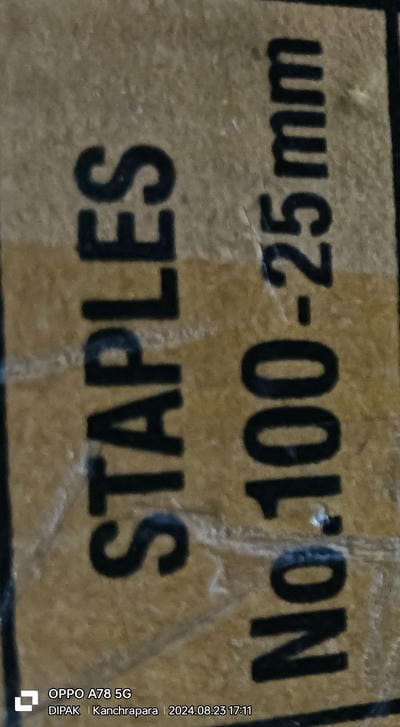 STAPLES
No.100-25mm
OPPO A78 5G
DIPAK | Kanchrapara | 2024.08.23 17:11